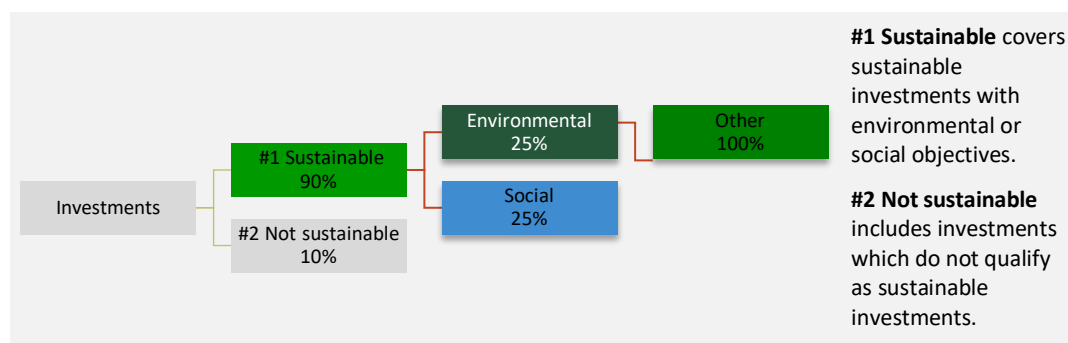 Investments
#1 Sustainable
90%
#2 Not sustainable
10%
Environmental
25%
Social
25%
Other
100%
#1 Sustainable covers
sustainable
investments with
environmental or
social objectives.
#2 Not sustainable
includes investments
which do not qualify
as sustainable
investments.